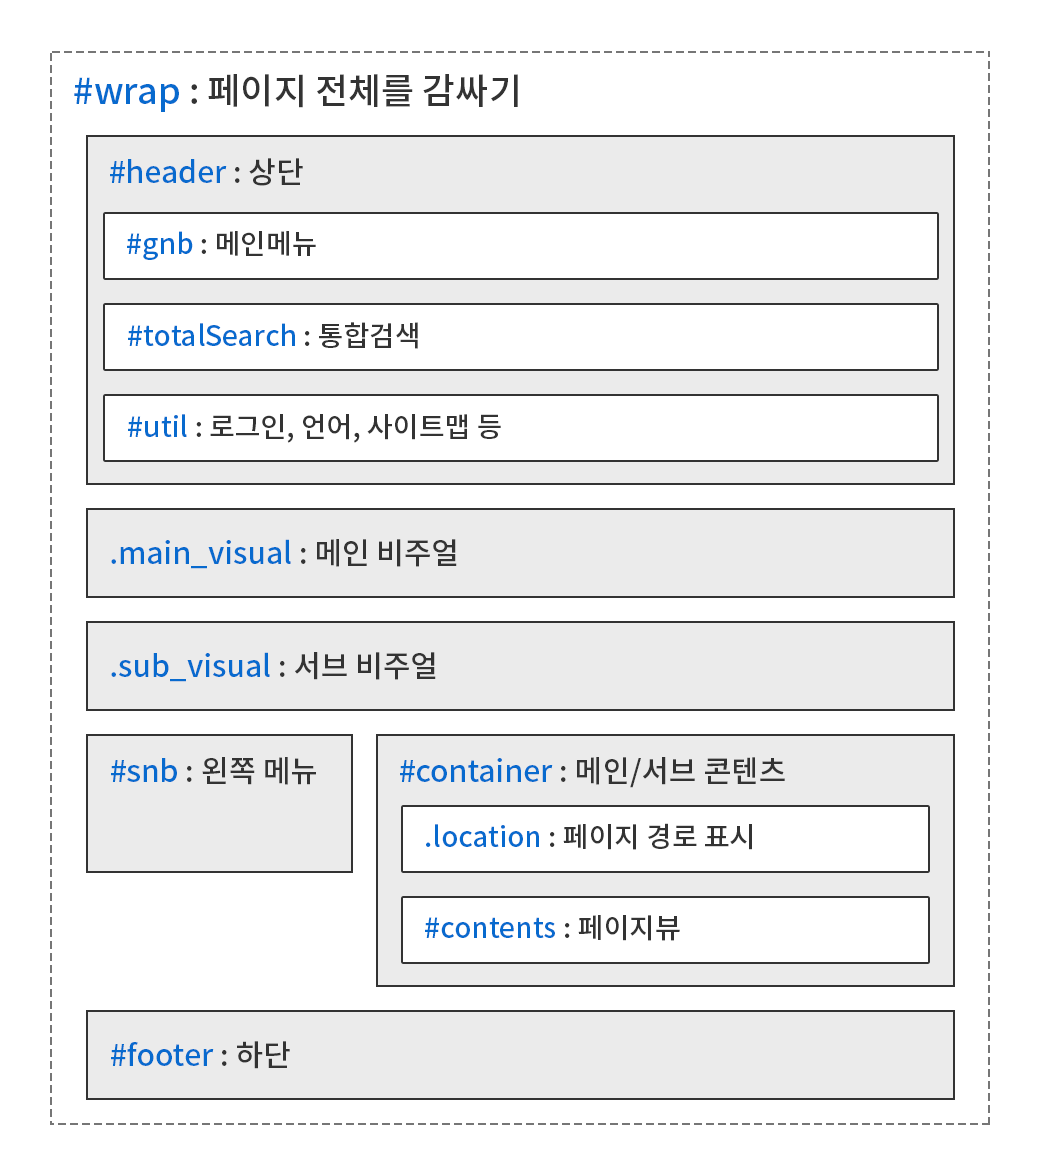 #wrap : 페이지 전체를 감싸기
#header : 상단
#gnb : 메인메뉴
#totalSearch : 통합검색
#util : 로그인, 언어, 사이트맵 등
.main_visual : 메인 비주얼
.sub_visual : 서브 비주얼
#snb : 왼쪽 메뉴
#container : 메인/서브 콘텐츠
.location : 페이지 경로 표시
#contents : 페이지뷰
#footer : 하단